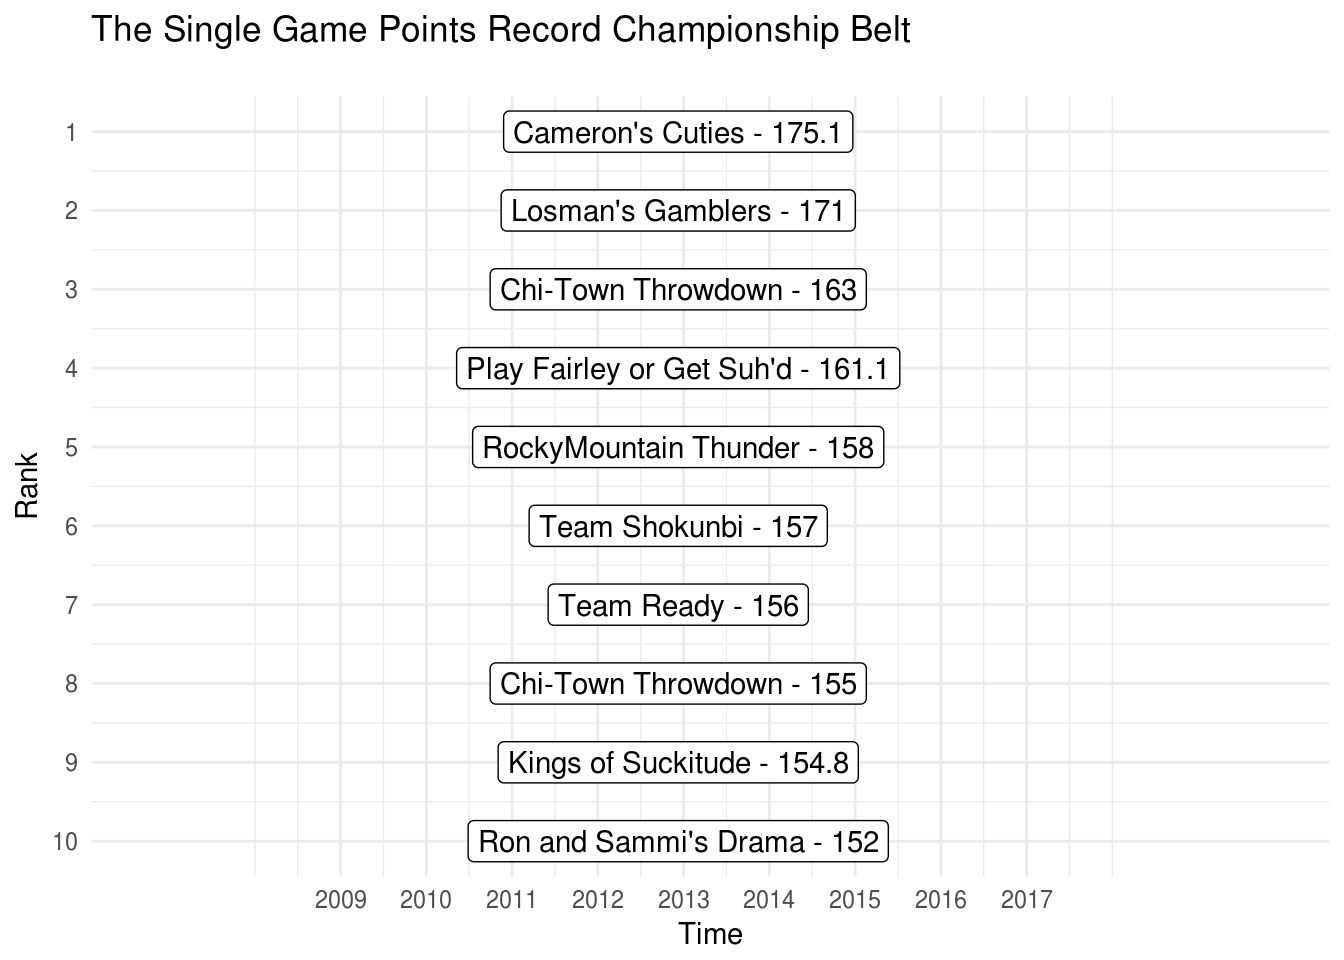 The Single Game Points Record Championship Belt
1
Cameron's Cuties - 175.1
2
Losman's Gamblers - 171
3
Chi-Town Throwdown - 163
4
Play Fairley or Get Suh'd - 161.1
5
RockyMountain Thunder - 158
Rank
6
Team Shokunbi - 157
7
Team Ready - 156
8
Chi-Town Throwdown - 155
9
Kings of Suckitude - 154.8
10
Ron and Sammi's Drama - 152
2009 2010 2011 2012 2013 2014 2015 2016 2017
Time